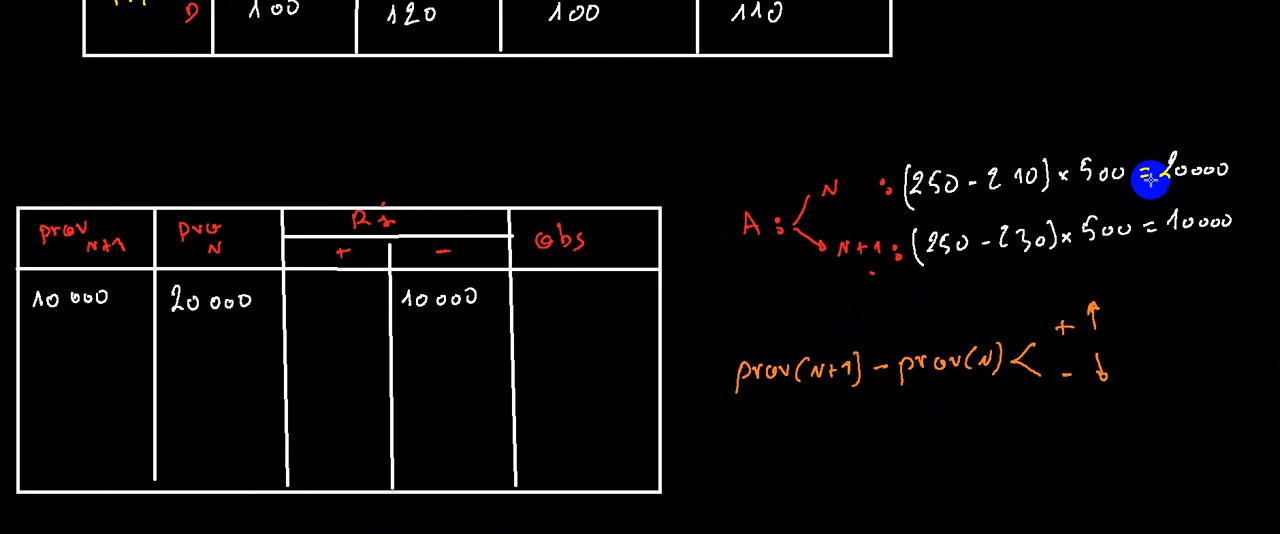 D 100 120 100 110
A : N : (250 - 210) × 500 = 20000
N+1 : (250 - 230) × 500 = 10000
prov N+1 pro N + - Obs
10 000 20 000 10 000
prov(N+1) - prov(N) < + ↑
- ↓